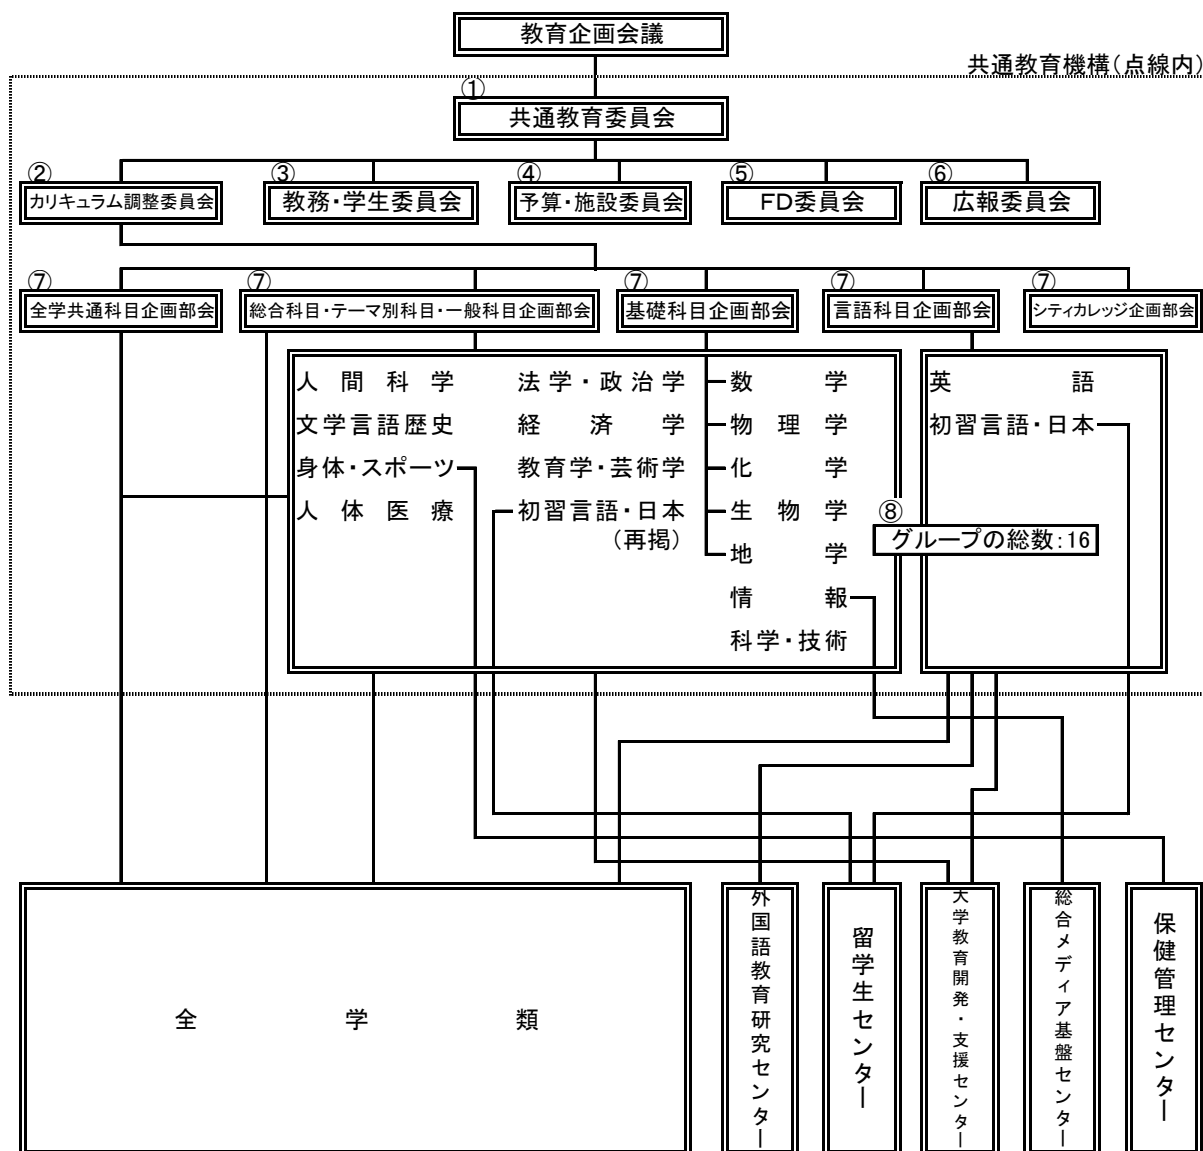 教育企画会議
共通教育機構(点線内)
①
共通教育委員会
② ③ ④ ⑤ ⑥
カリキュラム調整委員会 教務・学生委員会 予算・施設委員会 FD委員会 広報委員会
⑦ ⑦ ⑦ ⑦ ⑦
全学共通科目企画部会 総合科目・テーマ別科目・一般科目企画部会 基礎科目企画部会 言語科目企画部会 シティカレッジ企画部会
人間科学 法学・政治学 数学 英語
文学言語歴史 経済学 物理学 初習言語・日本
身体・スポーツ 教育学・芸術学 化学
人体医療 初習言語・日本 生物学 ⑧
(再掲) グループの総数:16
地学
情報
科学・技術
全学類
外国語教育研究センター
留学生センター
大学教育開発・支援センター
総合メディア基盤センター
保健管理センター